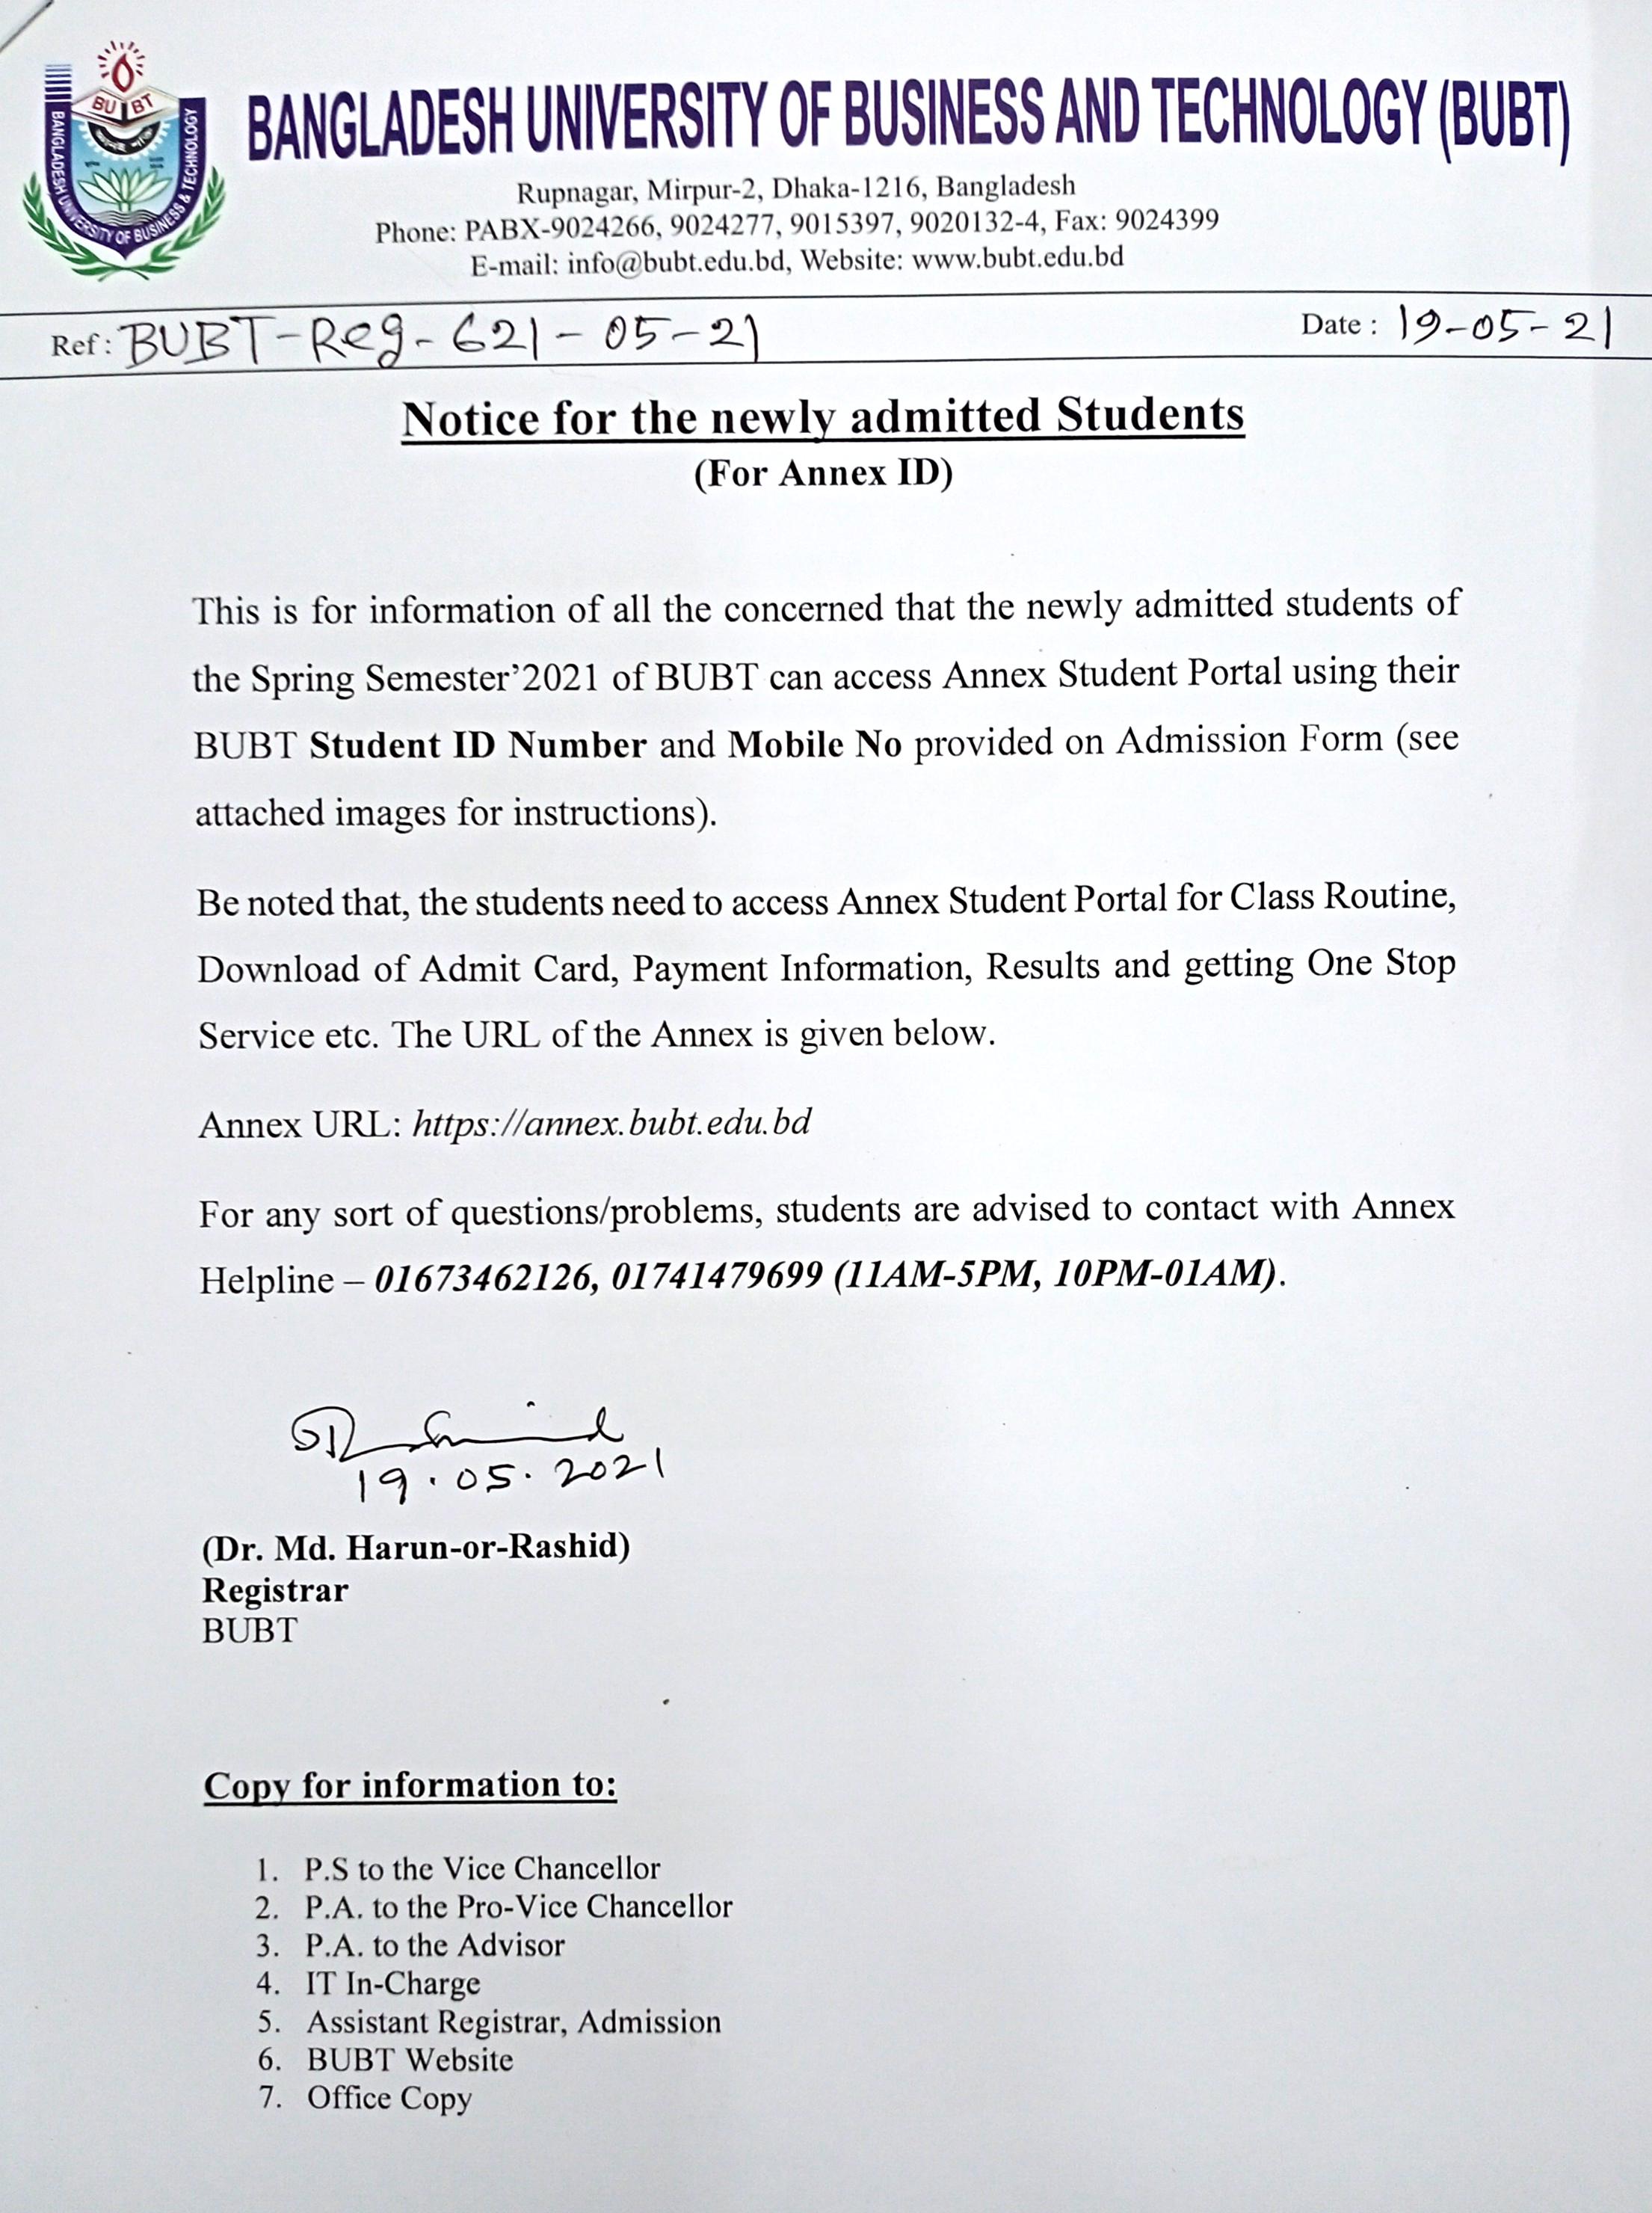 BU BT
BANGLADESH UNIVERSITY OF BUSINESS & TECHNOLOGY
BANGLADESH UNIVERSITY OF BUSINESS AND TECHNOLOGY (BUBT)
Rupnagar, Mirpur-2, Dhaka-1216, Bangladesh
Phone: PABX-9024266, 9024277, 9015397, 9020132-4, Fax: 9024399
E-mail: info@bubt.edu.bd, Website: www.bubt.edu.bd
Ref: BUBT-Reg-621-05-21 Date: 19-05-21
Notice for the newly admitted Students
(For Annex ID)
This is for information of all the concerned that the newly admitted students of
the Spring Semester’2021 of BUBT can access Annex Student Portal using their
BUBT Student ID Number and Mobile No provided on Admission Form (see
attached images for instructions).
Be noted that, the students need to access Annex Student Portal for Class Routine,
Download of Admit Card, Payment Information, Results and getting One Stop
Service etc. The URL of the Annex is given below.
Annex URL: https://annex.bubt.edu.bd
For any sort of questions/problems, students are advised to contact with Annex
Helpline – 01673462126, 01741479699 (11AM-5PM, 10PM-01AM).
19.05.2021
(Dr. Md. Harun-or-Rashid)
Registrar
BUBT
Copy for information to:
1. P.S to the Vice Chancellor
2. P.A. to the Pro-Vice Chancellor
3. P.A. to the Advisor
4. IT In-Charge
5. Assistant Registrar, Admission
6. BUBT Website
7. Office Copy